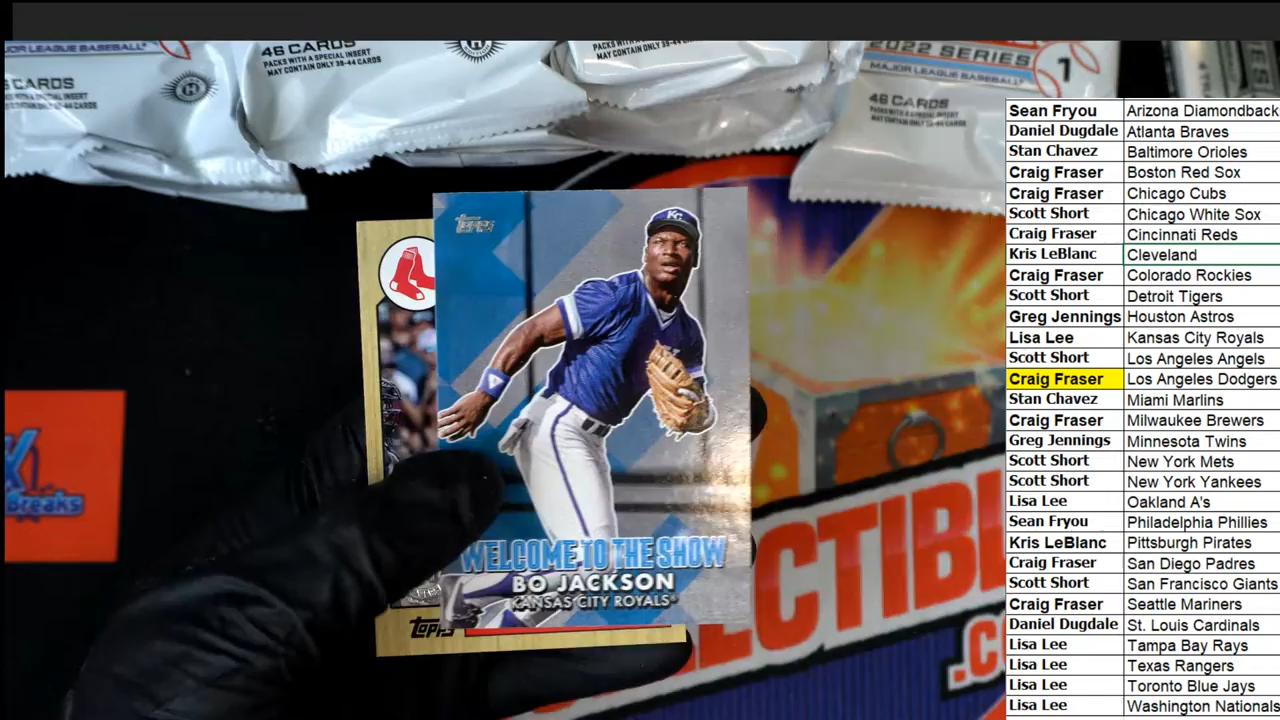 JOR LEAGUE BASEBALL
S CARDS
46 CARDS
PACKS WITH A SPECIAL INSERT
MAY CONTAIN ONLY 39-44 CARDS
PACKS WITH A SPECIAL INSERT
MAY CONTAIN ONLY 39-44 CARDS
2022 SERIES 1
MAJOR LEAGUE BASEBALL
46 CARDS
PACKS WITH A SPECIAL INSERT
MAY CONTAIN ONLY 39-44 CARDS
Topps
KC
WELCOME TO THE SHOW
BO JACKSON
KANSAS CITY ROYALS
Topps
X
Breaks
ECTIB
.C
Sean Fryou Arizona Diamondback
Daniel Dugdale Atlanta Braves
Stan Chavez Baltimore Orioles
Craig Fraser Boston Red Sox
Craig Fraser Chicago Cubs
Scott Short Chicago White Sox
Craig Fraser Cincinnati Reds
Kris LeBlanc Cleveland
Craig Fraser Colorado Rockies
Scott Short Detroit Tigers
Greg Jennings Houston Astros
Lisa Lee Kansas City Royals
Scott Short Los Angeles Angels
Craig Fraser Los Angeles Dodgers
Stan Chavez Miami Marlins
Craig Fraser Milwaukee Brewers
Greg Jennings Minnesota Twins
Scott Short New York Mets
Scott Short New York Yankees
Lisa Lee Oakland A's
Sean Fryou Philadelphia Phillies
Kris LeBlanc Pittsburgh Pirates
Craig Fraser San Diego Padres
Scott Short San Francisco Giants
Craig Fraser Seattle Mariners
Daniel Dugdale St. Louis Cardinals
Lisa Lee Tampa Bay Rays
Lisa Lee Texas Rangers
Lisa Lee Toronto Blue Jays
Lisa Lee Washington Nationals